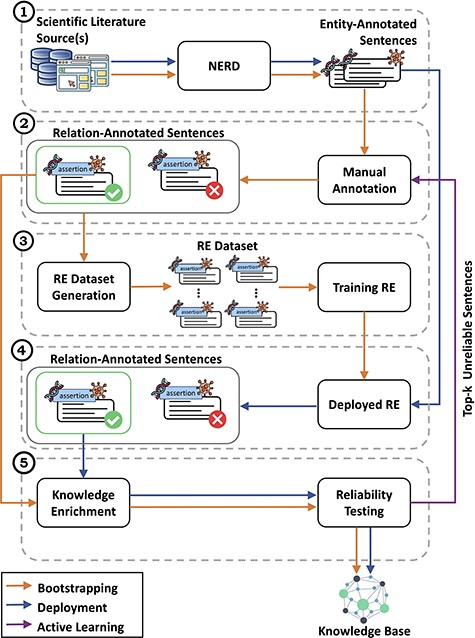 1
Scientific Literature
Source(s)
NERD
Entity-Annotated
Sentences
2
Relation-Annotated Sentences
assertion
assertion
Manual
Annotation
3
RE Dataset
RE Dataset
Generation
assertion
assertion
assertion
assertion
Training RE
4
Relation-Annotated Sentences
assertion
assertion
Deployed RE
Top-k Unreliable Sentences
5
Knowledge
Enrichment
Reliability
Testing
Bootstrapping
Deployment
Active Learning
Knowledge Base